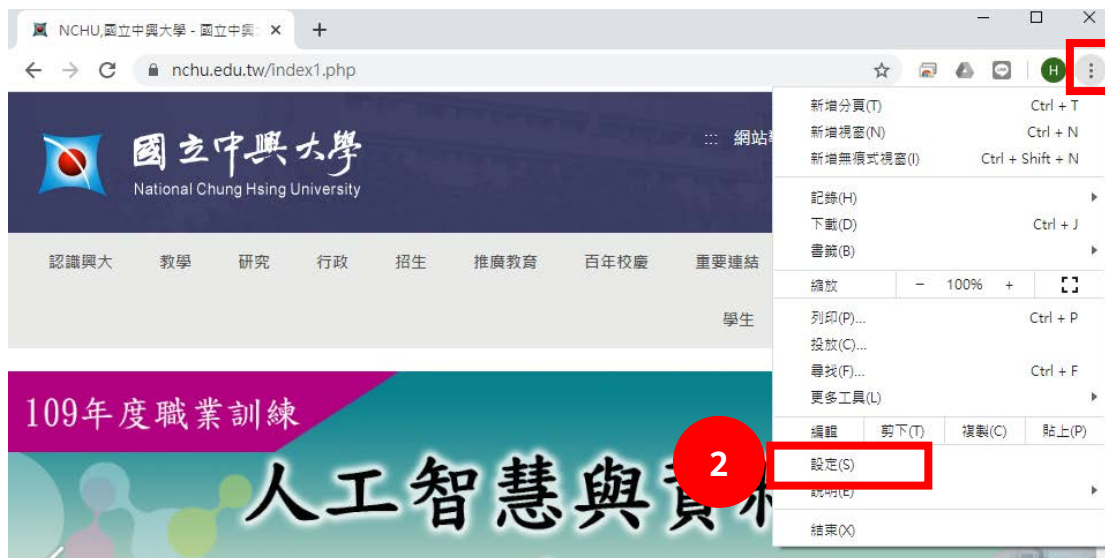 NCHU,國立中興大學 - 國立中興
nchu.edu.tw/index1.php
H
國立中興大學
National Chung Hsing University
::: 網站
認識興大 教學 研究 行政 招生 推廣教育 百年校慶 重要連結
學生
109年度職業訓練
人工智慧與資料
新增分頁(T) Ctrl + T
新增視窗(N) Ctrl + N
新增無痕式視窗(I) Ctrl + Shift + N
記錄(H)
下載(D) Ctrl + J
書籤(B)
縮放 - 100% +
列印(P)... Ctrl + P
投放(C)...
尋找(F)... Ctrl + F
更多工具(L)
編輯 剪下(T) 複製(C) 貼上(P)
2
設定(S)
說明(E)
結束(X)